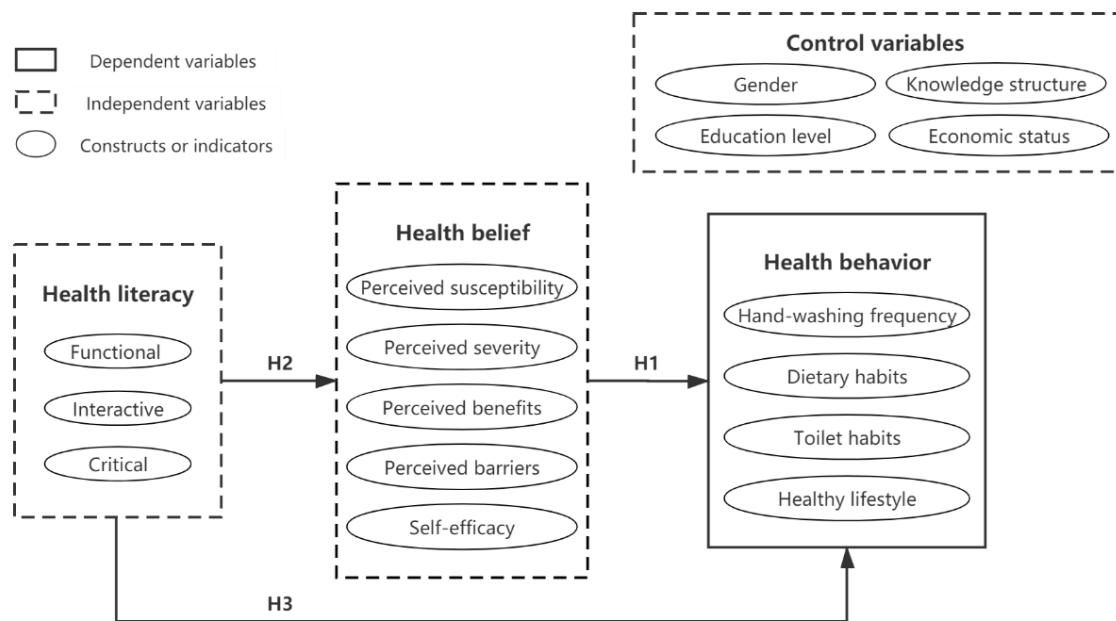 Dependent variables
Independent variables
Constructs or indicators
Control variables
Gender
Knowledge structure
Education level
Economic status
Health literacy
Functional
Interactive
Critical
H2
Health belief
Perceived susceptibility
Perceived severity
Perceived benefits
Perceived barriers
Self-efficacy
H1
Health behavior
Hand-washing frequency
Dietary habits
Toilet habits
Healthy lifestyle
H3